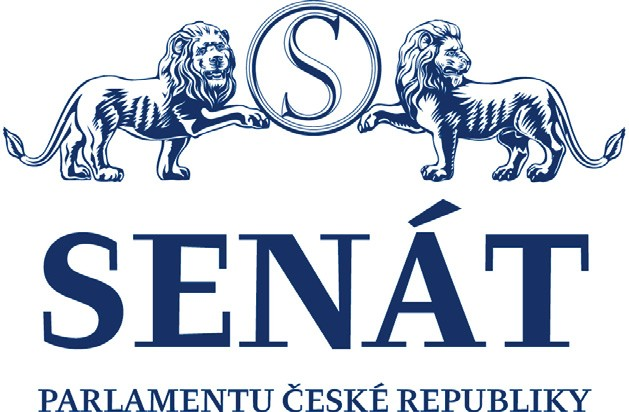 S
SENÁT
PARLAMENTU ČESKÉ REPUBLIKY